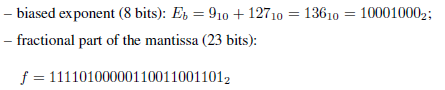 – biased exponent (8 bits): E_b = 9_10 + 127_10 = 136_10 = 10001000_2;
– fractional part of the mantissa (23 bits):
f = 11110100000110011001101_2